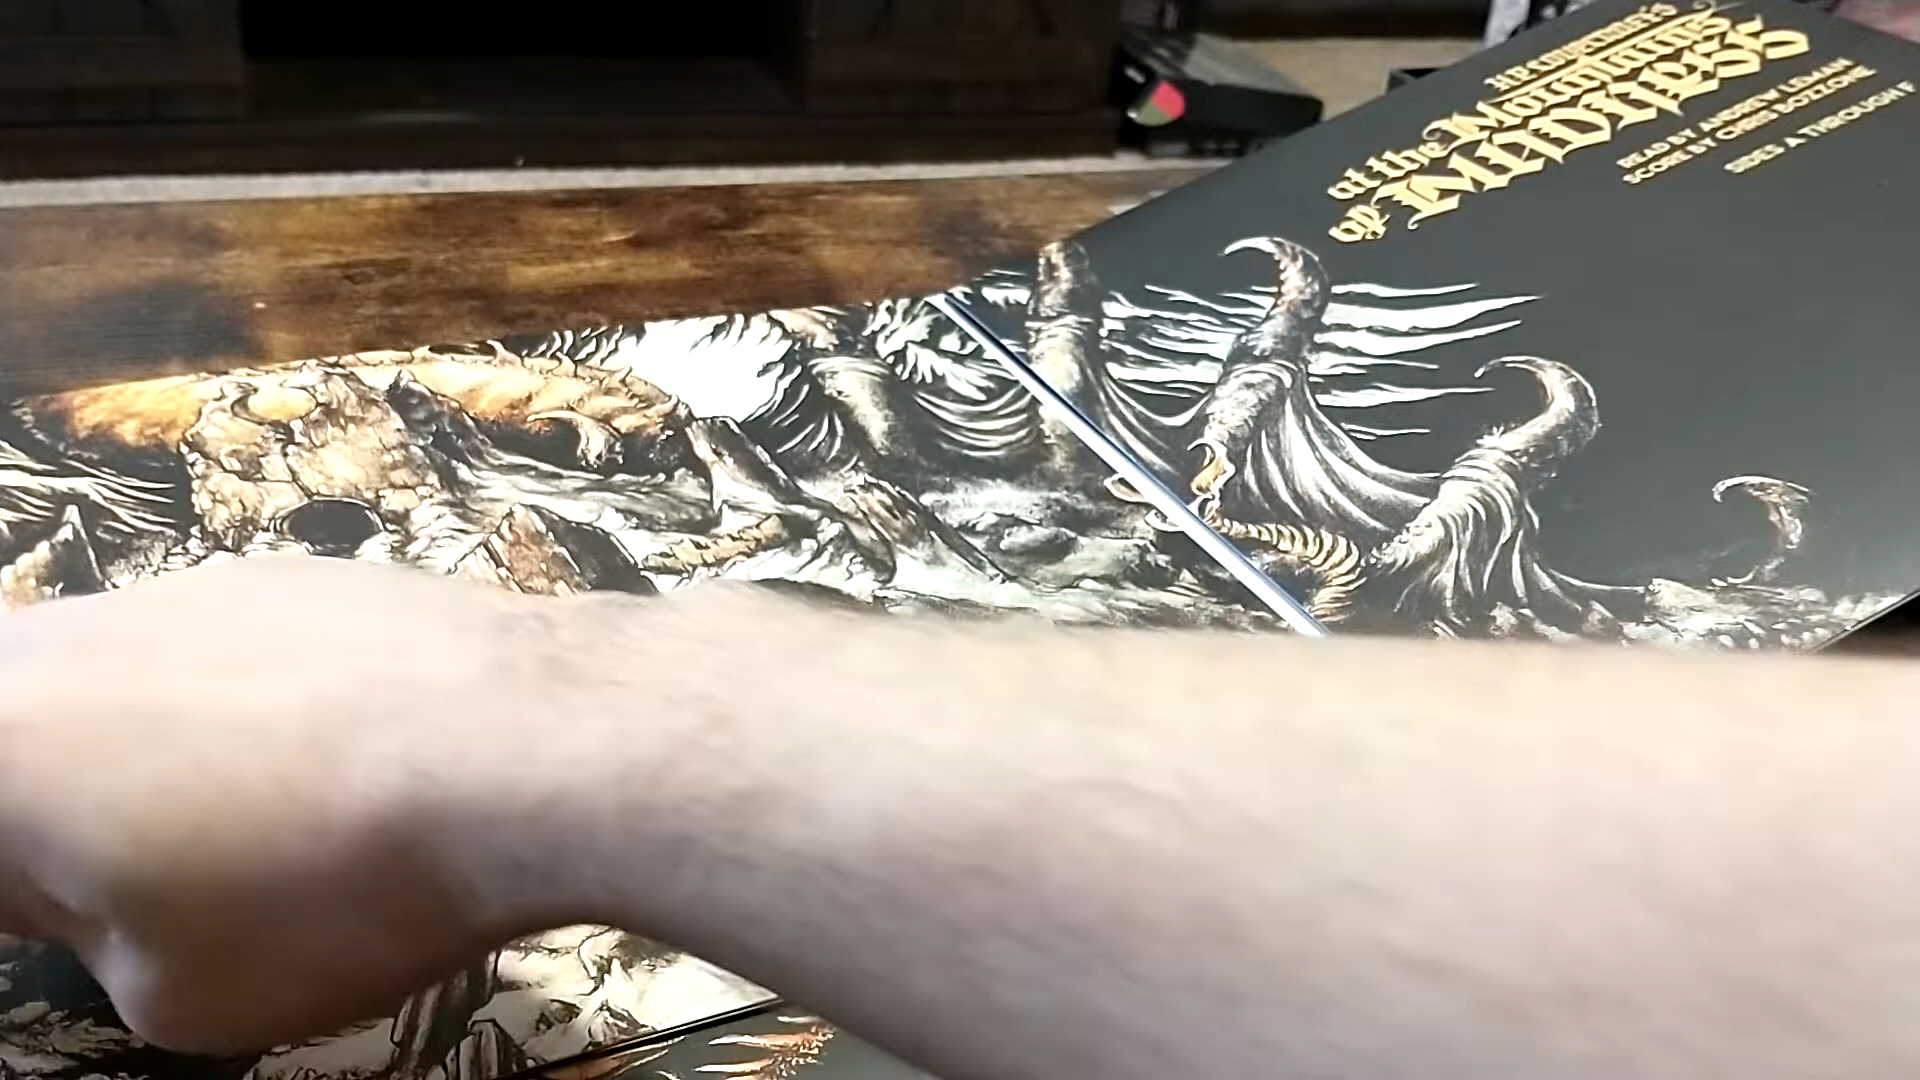 H.P. LOVECRAFT'S
at the Mountains
of MADNESS
READ BY ANDREW LEMAN
SCORE BY CHRIS BOZZONE
SIDES A THROUGH F